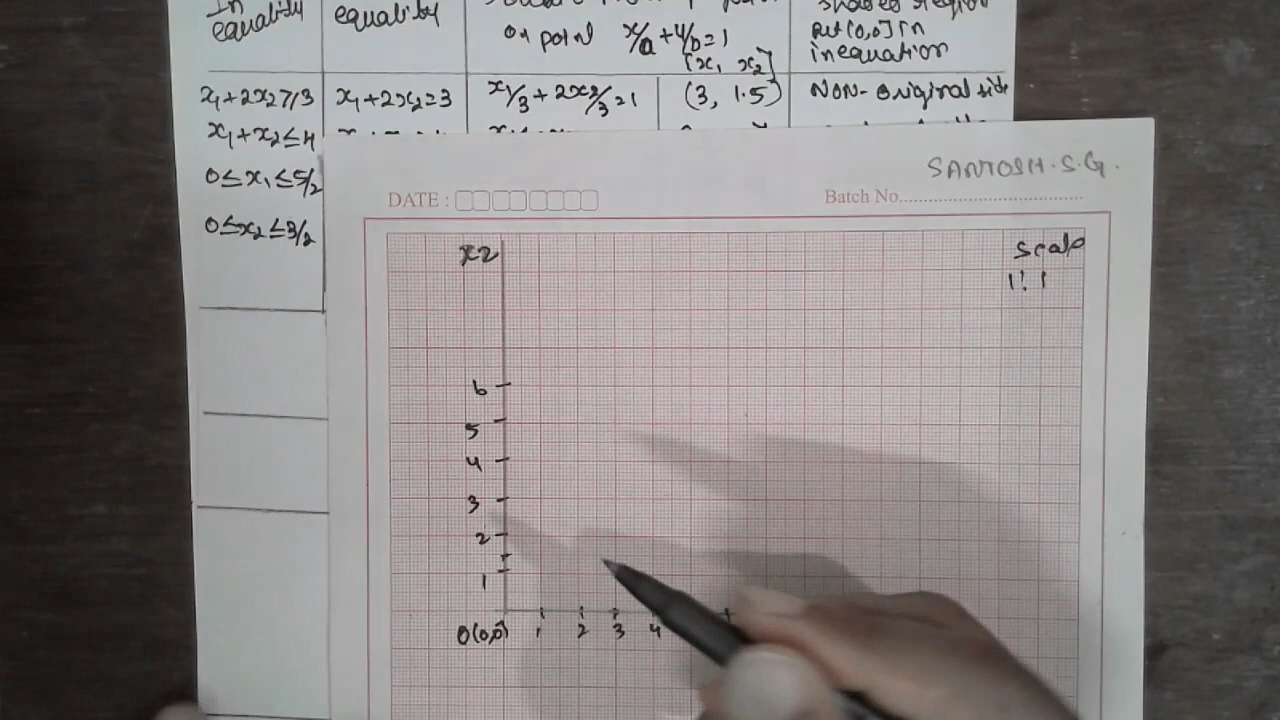 In
equality
equality
on point x/a + y/b = 1
[x1 x2]
shaded region
put [0,0] in
inequation
x1 + 2x2 ≥ 3
x1 + 2x2 = 3
x1/3 + 2x2/3 = 1
(3, 1.5)
NON-original side
x1 + x2 ≤ 4
0 ≤ x1 ≤ 5/2
0 ≤ x2 ≤ 3/2
SANTOSH.S.G.
DATE :
Batch No.
x2
Scale
1:1
6
5
4
3
2
1
O(0,0) 1 2 3 4